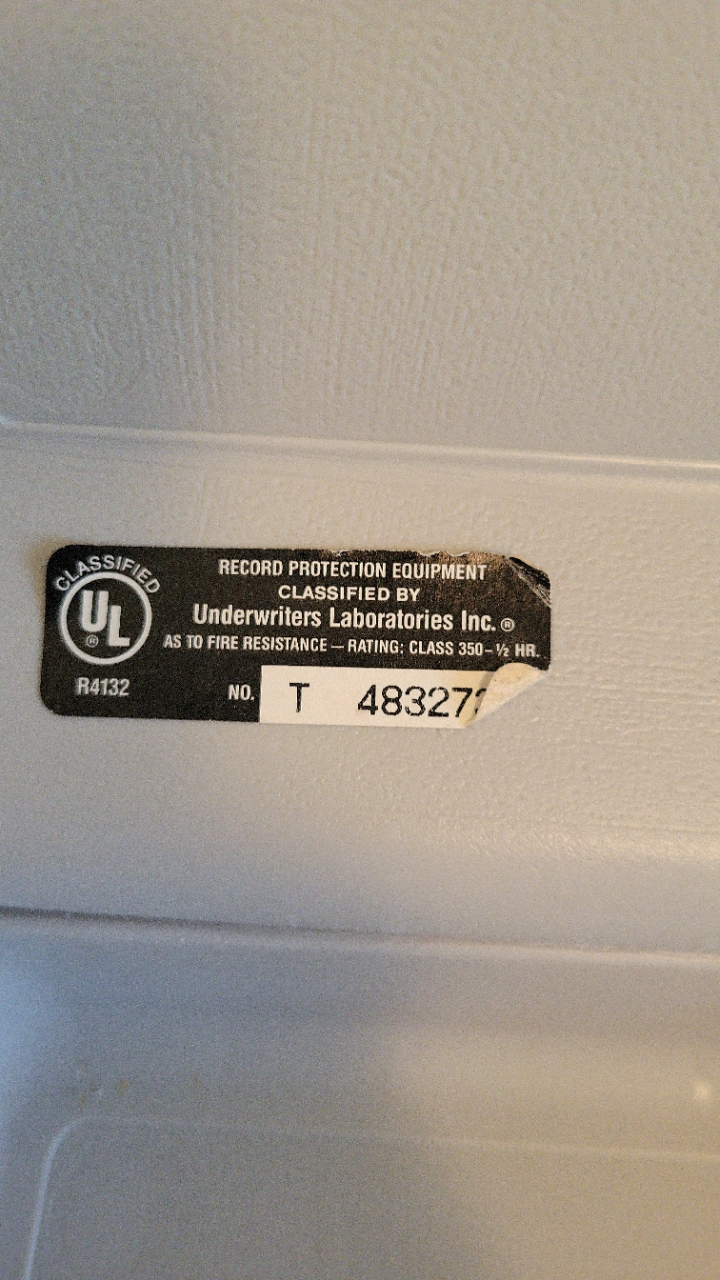 CLASSIFIED
UL®
R4132
RECORD PROTECTION EQUIPMENT
CLASSIFIED BY
Underwriters Laboratories Inc.®
AS TO FIRE RESISTANCE — RATING: CLASS 350-½ HR.
NO. T